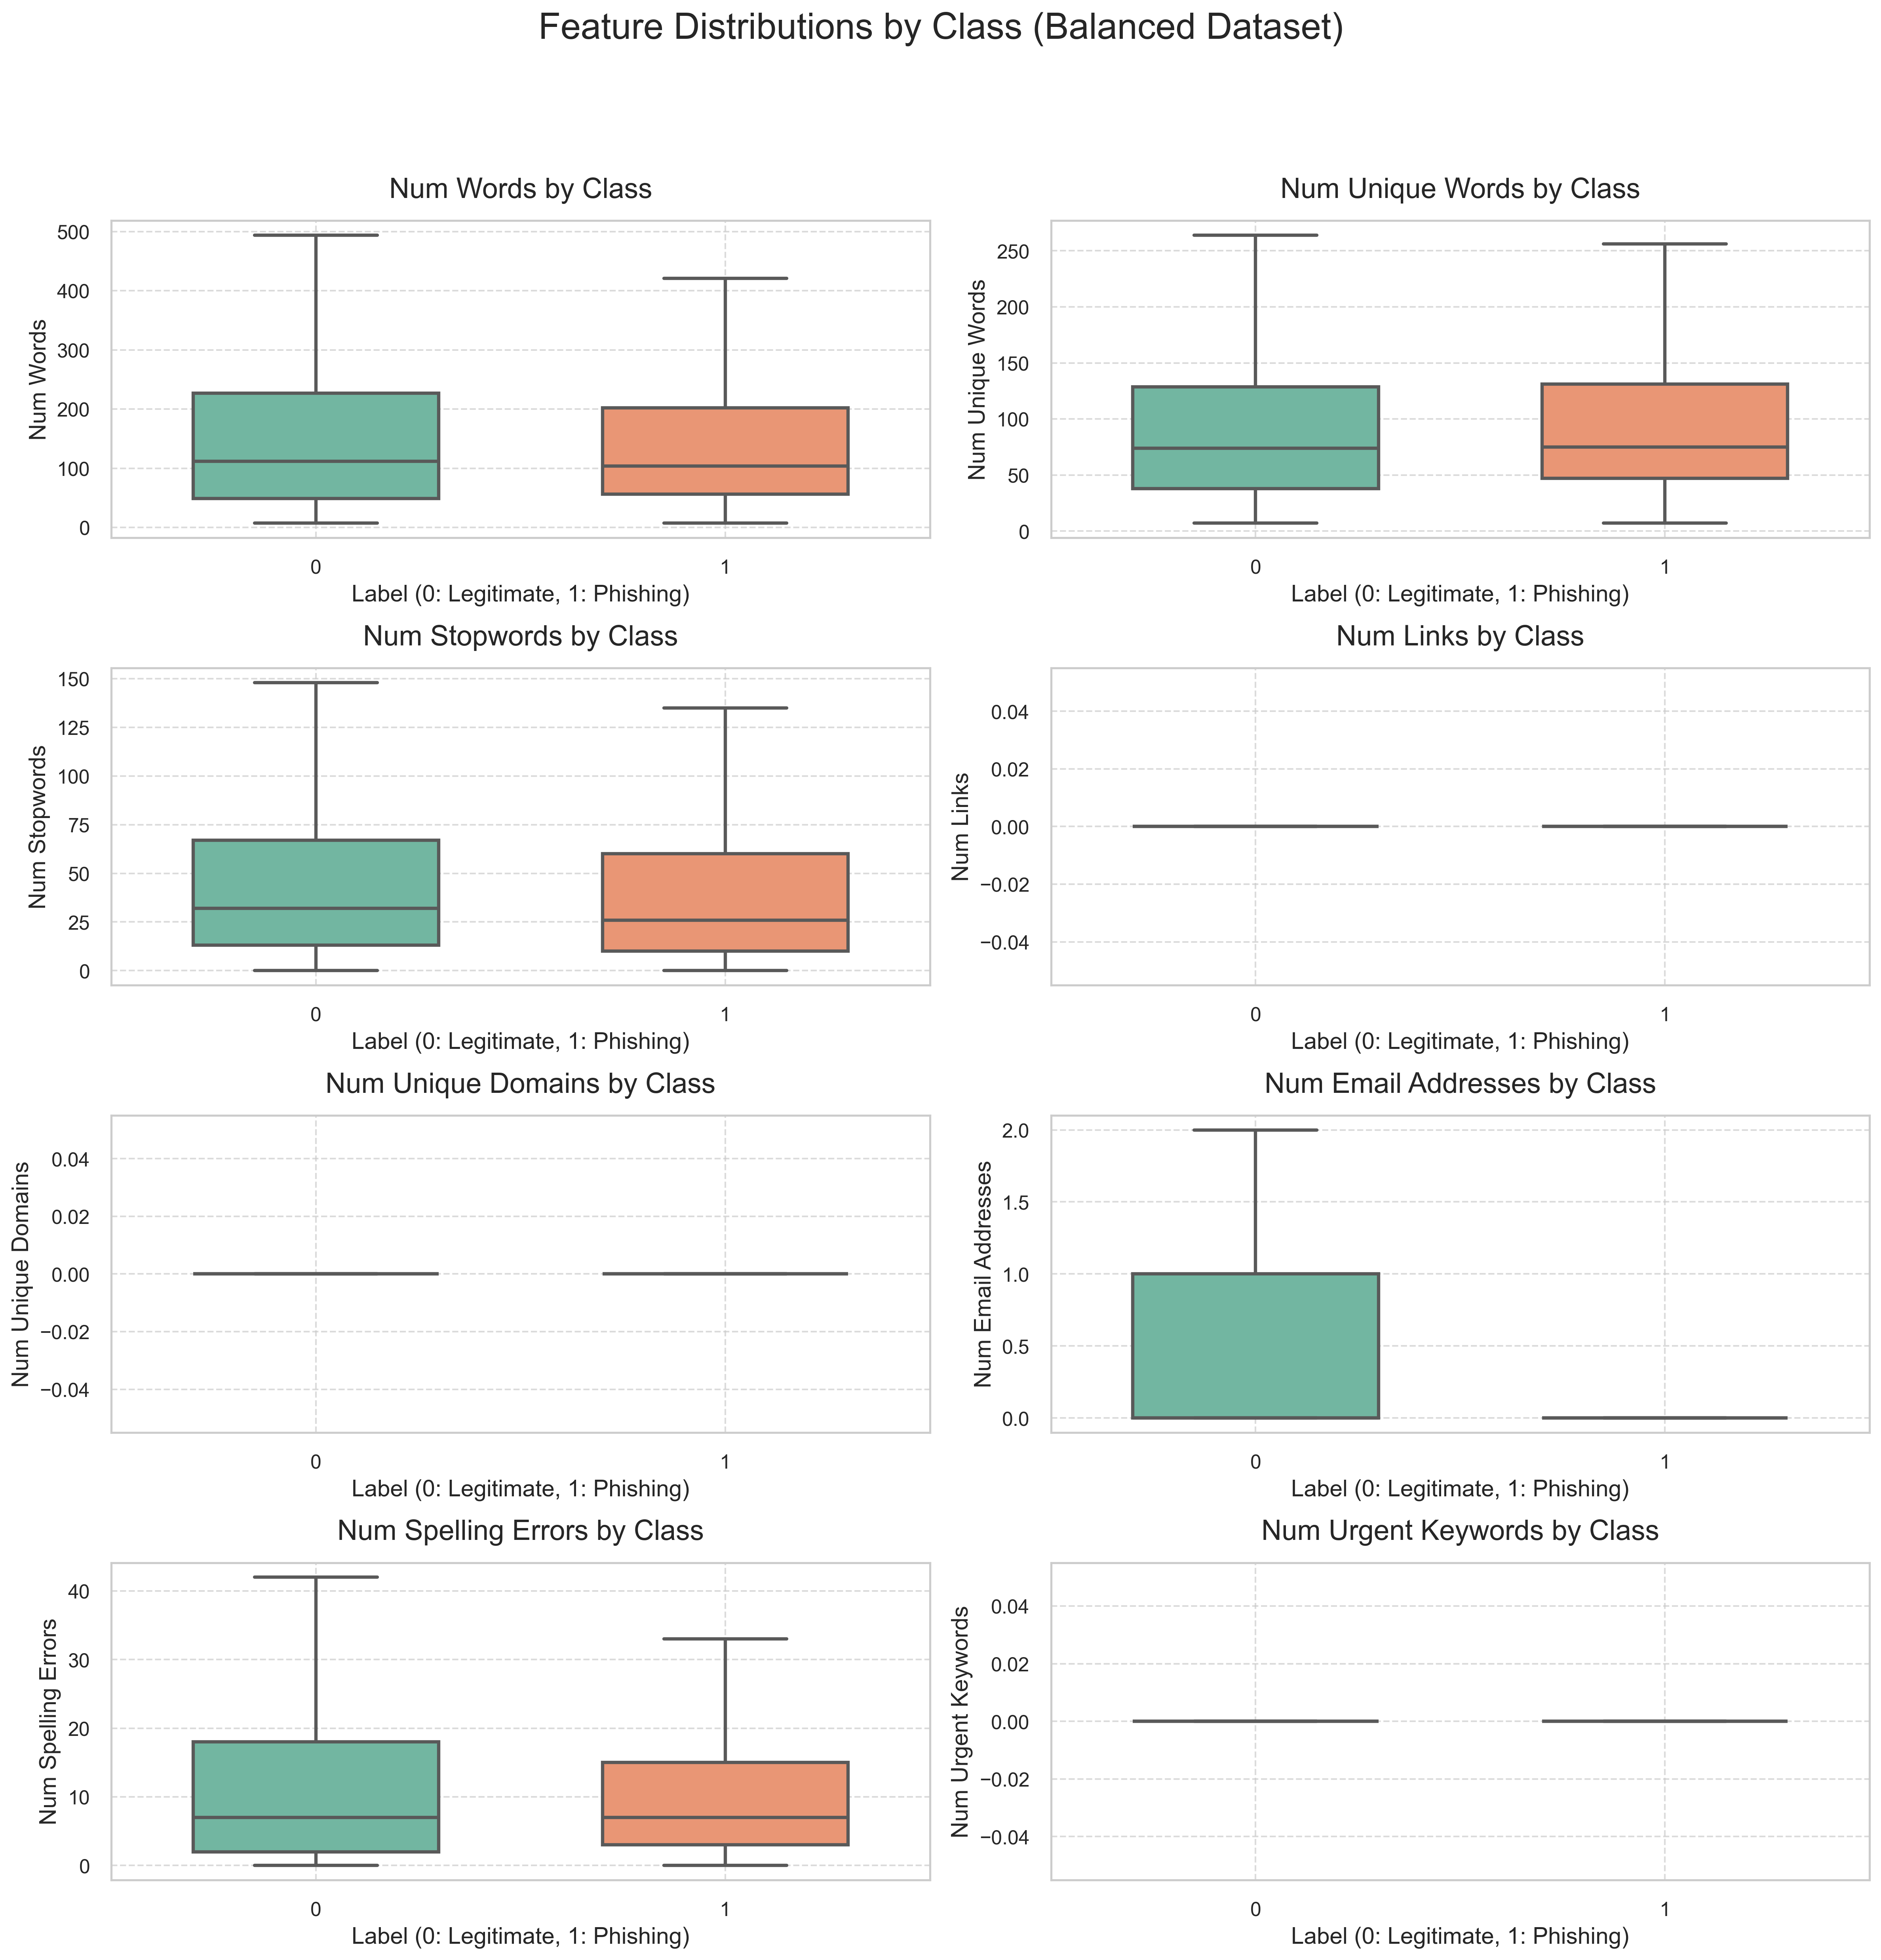 Feature Distributions by Class (Balanced Dataset)
Num Words by Class
Num Words
500
400
300
200
100
0
0
1
Label (0: Legitimate, 1: Phishing)
Num Unique Words by Class
Num Unique Words
250
200
150
100
50
0
0
1
Label (0: Legitimate, 1: Phishing)
Num Stopwords by Class
Num Stopwords
150
125
100
75
50
25
0
0
1
Label (0: Legitimate, 1: Phishing)
Num Links by Class
Num Links
0.04
0.02
0.00
−0.02
−0.04
0
1
Label (0: Legitimate, 1: Phishing)
Num Unique Domains by Class
Num Unique Domains
0.04
0.02
0.00
−0.02
−0.04
0
1
Label (0: Legitimate, 1: Phishing)
Num Email Addresses by Class
Num Email Addresses
2.0
1.5
1.0
0.5
0.0
0
1
Label (0: Legitimate, 1: Phishing)
Num Spelling Errors by Class
Num Spelling Errors
40
30
20
10
0
0
1
Label (0: Legitimate, 1: Phishing)
Num Urgent Keywords by Class
Num Urgent Keywords
0.04
0.02
0.00
−0.02
−0.04
0
1
Label (0: Legitimate, 1: Phishing)